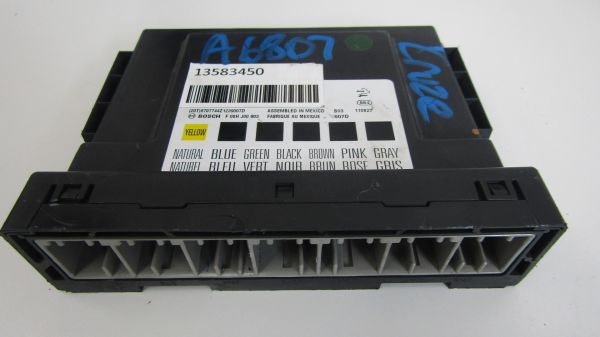 A6807
Cruze
13583450
ASSEMBLED IN MEXICO
BOSCH
FABRIQUE AU MEXIQUE
YELLOW
NATURAL BLUE GREEN BLACK BROWN PINK GRAY
NATUREL BLEU VERT NOIR BRUN ROSE GRIS